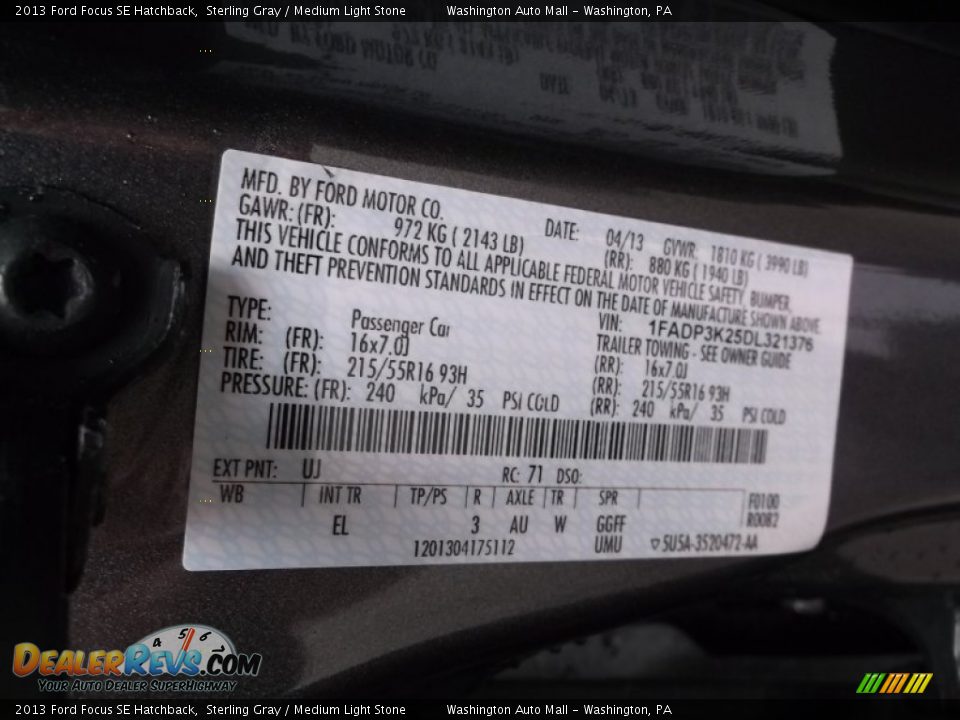 2013 Ford Focus SE Hatchback, Sterling Gray / Medium Light Stone Washington Auto Mall - Washington, PA
MFD. BY FORD MOTOR CO.
DATE: 04/13 GVWR: 1810 KG ( 3990 LB)
GAWR: (FR): 972 KG ( 2143 LB) (RR): 880 KG ( 1940 LB)
THIS VEHICLE CONFORMS TO ALL APPLICABLE FEDERAL MOTOR VEHICLE SAFETY, BUMPER,
AND THEFT PREVENTION STANDARDS IN EFFECT ON THE DATE OF MANUFACTURE SHOWN ABOVE.
VIN: 1FADP3K25DL321376
TYPE: Passenger Car TRAILER TOWING - SEE OWNER GUIDE
RIM: (FR): 16x7.0J (RR): 16x7.0J
TIRE: (FR): 215/55R16 93H (RR): 215/55R16 93H
PRESSURE: (FR): 240 kPa/ 35 PSI COLD (RR): 240 kPa/ 35 PSI COLD
EXT PNT: UJ RC: 71 DSO:
WB INT TR TP/PS R AXLE TR SPR F0100
EL 3 AU W GGFF R0082
1201304175112 UMU ▽5USA-3520472-AA
DEALERREVS.COM
YOUR AUTO DEALER SUPERHIGHWAY
4 5 6
2013 Ford Focus SE Hatchback, Sterling Gray / Medium Light Stone Washington Auto Mall - Washington, PA